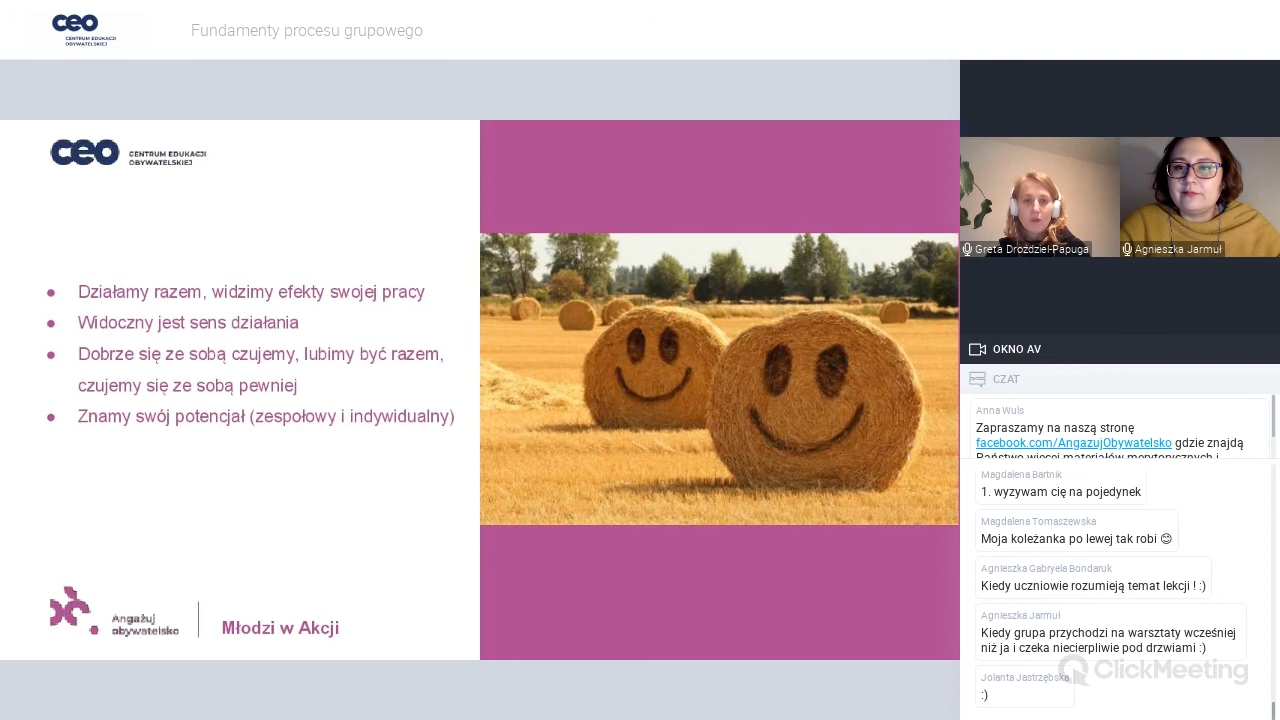 ceo
CENTRUM EDUKACJI
OBYWATELSKIEJ
Fundamenty procesu grupowego
ceo
CENTRUM EDUKACJI
OBYWATELSKIEJ
Działamy razem, widzimy efekty swojej pracy
Widoczny jest sens działania
Dobrze się ze sobą czujemy, lubimy być razem,
czujemy się ze sobą pewniej
Znamy swój potencjał (zespołowy i indywidualny)
Angażuj
obywatelsko
Młodzi w Akcji
Greta Droździel-Papuga
Agnieszka Jarmuł
OKNO AV
CZAT
Anna Wuls
Zapraszamy na naszą stronę
facebook.com/AngazujObywatelsko gdzie znajdą
Państwo więcej materiałów merytorycznych i
Magdalena Bartnik
1. wyzywam cię na pojedynek
Magdalena Tomaszewska
Moja koleżanka po lewej tak robi 😊
Agnieszka Gabryela Bondaruk
Kiedy uczniowie rozumieją temat lekcji ! :)
Agnieszka Jarmuł
Kiedy grupa przychodzi na warsztaty wcześniej
niż ja i czeka niecierpliwie pod drzwiami :)
Jolanta Jastrzębska
:)
ClickMeeting